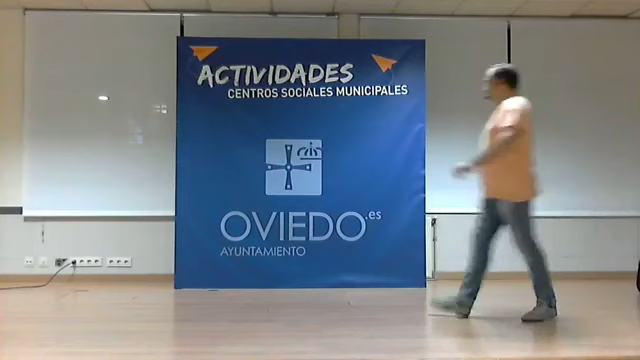 ACTIVIDADES
CENTROS SOCIALES MUNICIPALES
OVIEDO.es
AYUNTAMIENTO